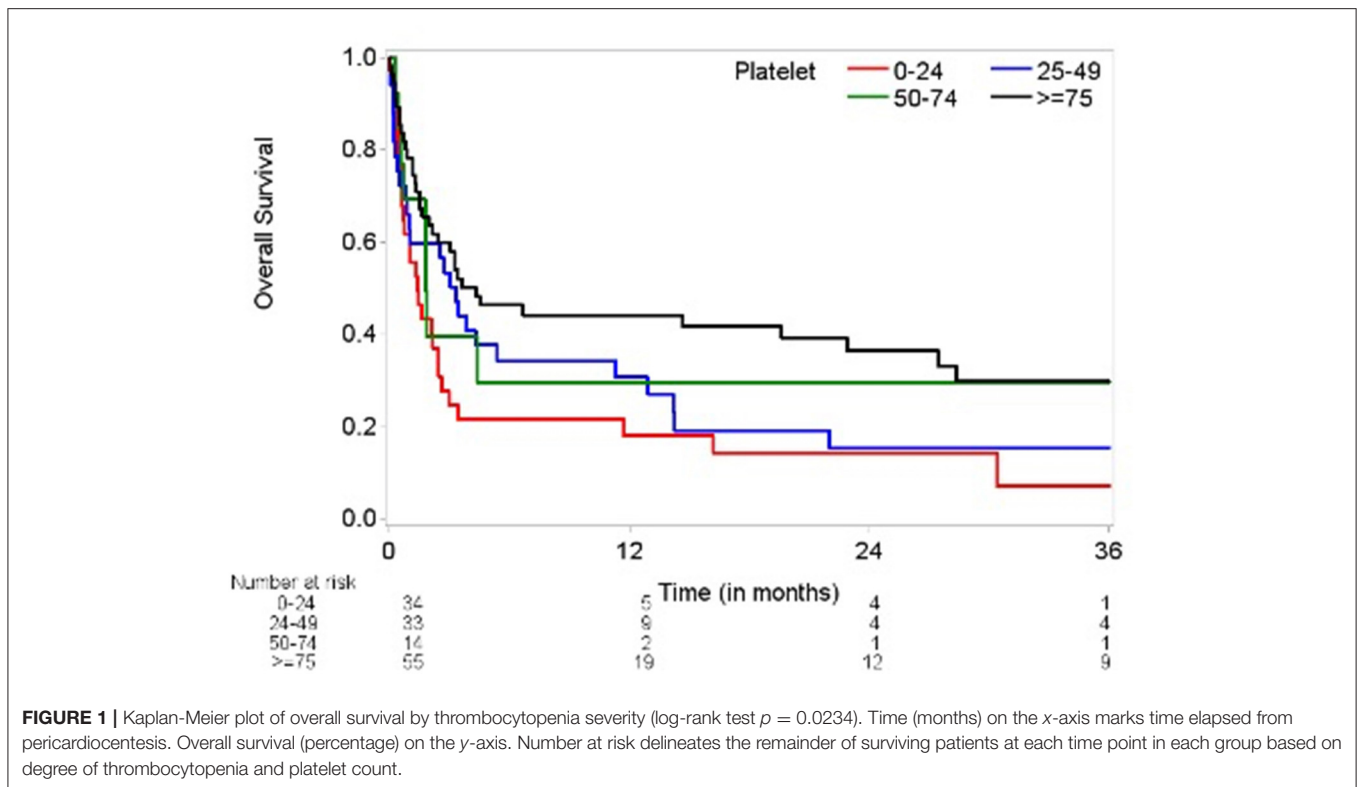 1.0
0.8
0.6
0.4
0.2
0.0
Overall Survival
Platelet 0-24 25-49
50-74 >=75
0 12 24 36
Time (in months)
Number at risk
0-24 34 5 4 1
24-49 33 9 4 4
50-74 14 2 1 1
>=75 55 19 12 9
FIGURE 1 | Kaplan-Meier plot of overall survival by thrombocytopenia severity (log-rank test p = 0.0234). Time (months) on the x-axis marks time elapsed from
pericardiocentesis. Overall survival (percentage) on the y-axis. Number at risk delineates the remainder of surviving patients at each time point in each group based on
degree of thrombocytopenia and platelet count.